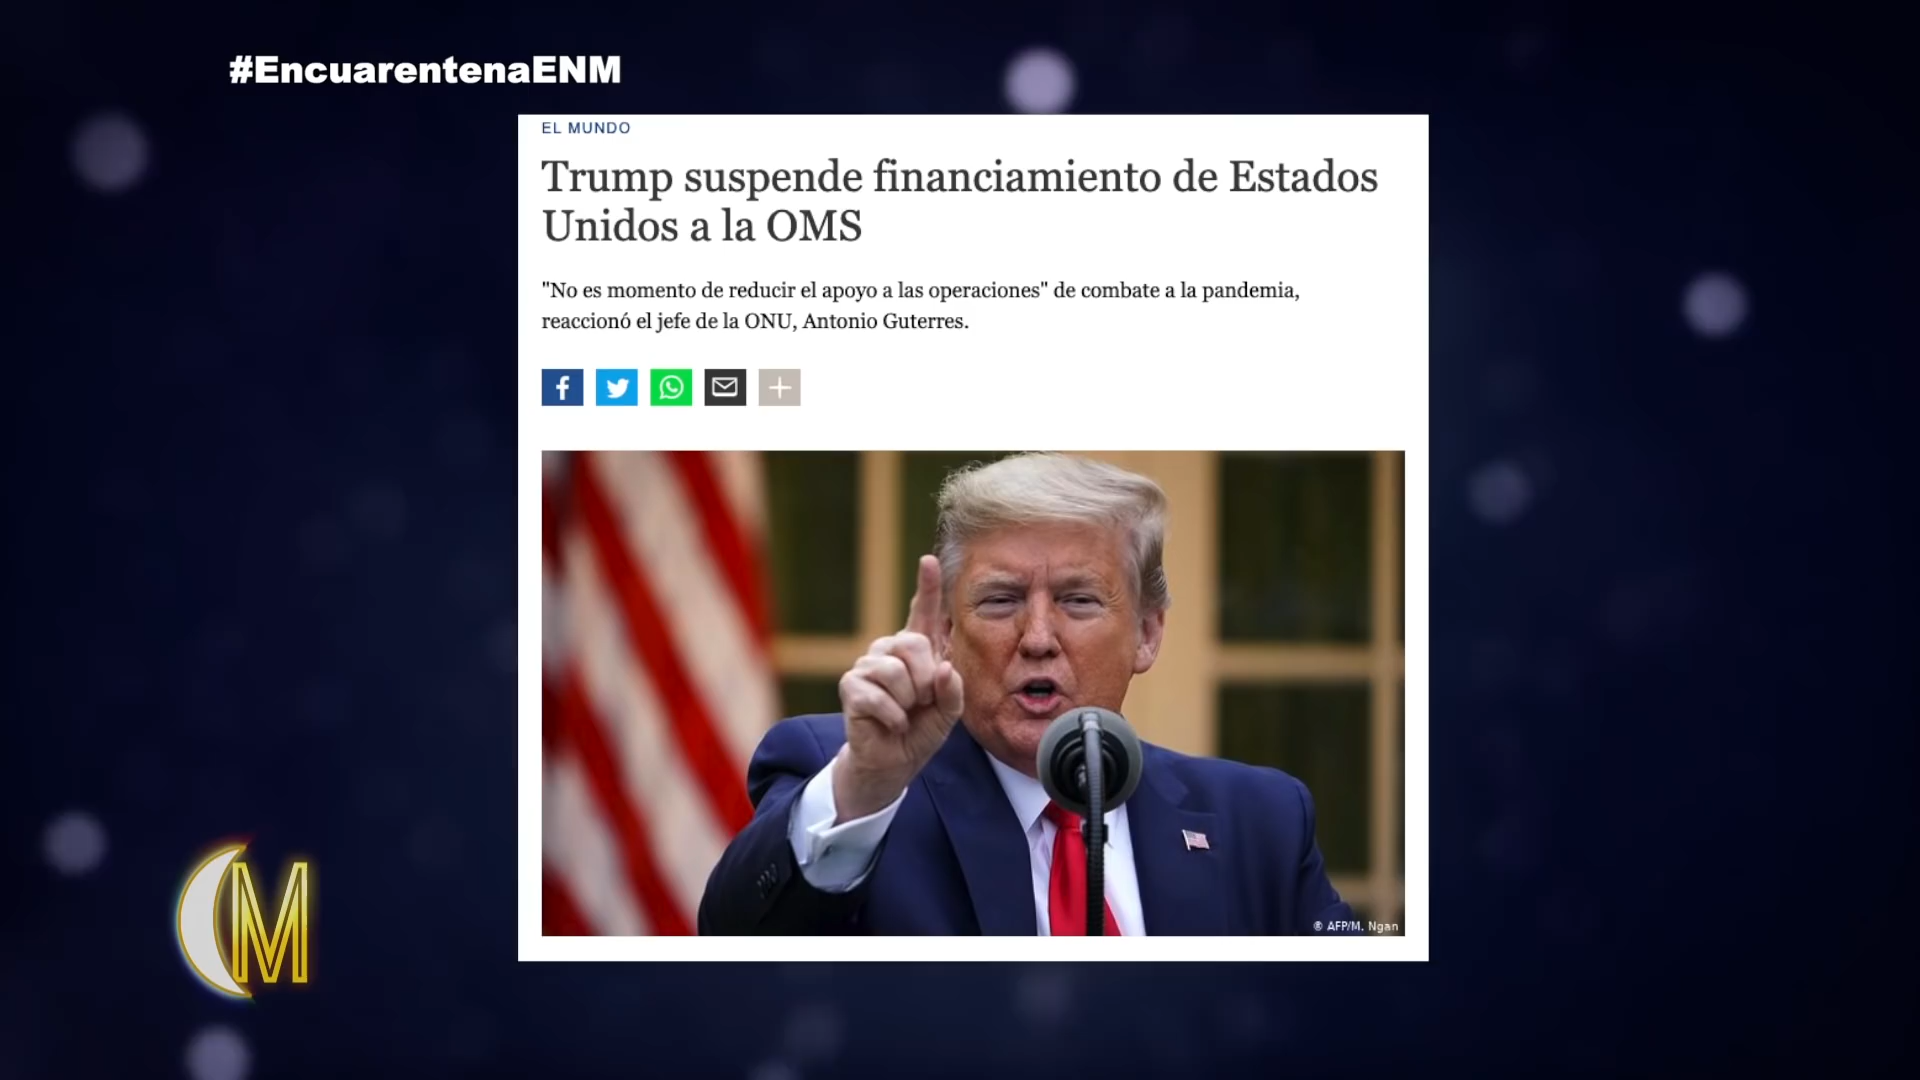 #EncuarentenaENM
EL MUNDO
Trump suspende financiamiento de Estados
Unidos a la OMS
"No es momento de reducir el apoyo a las operaciones" de combate a la pandemia,
reaccionó el jefe de la ONU, Antonio Guterres.
® AFP/M. Ngan
M